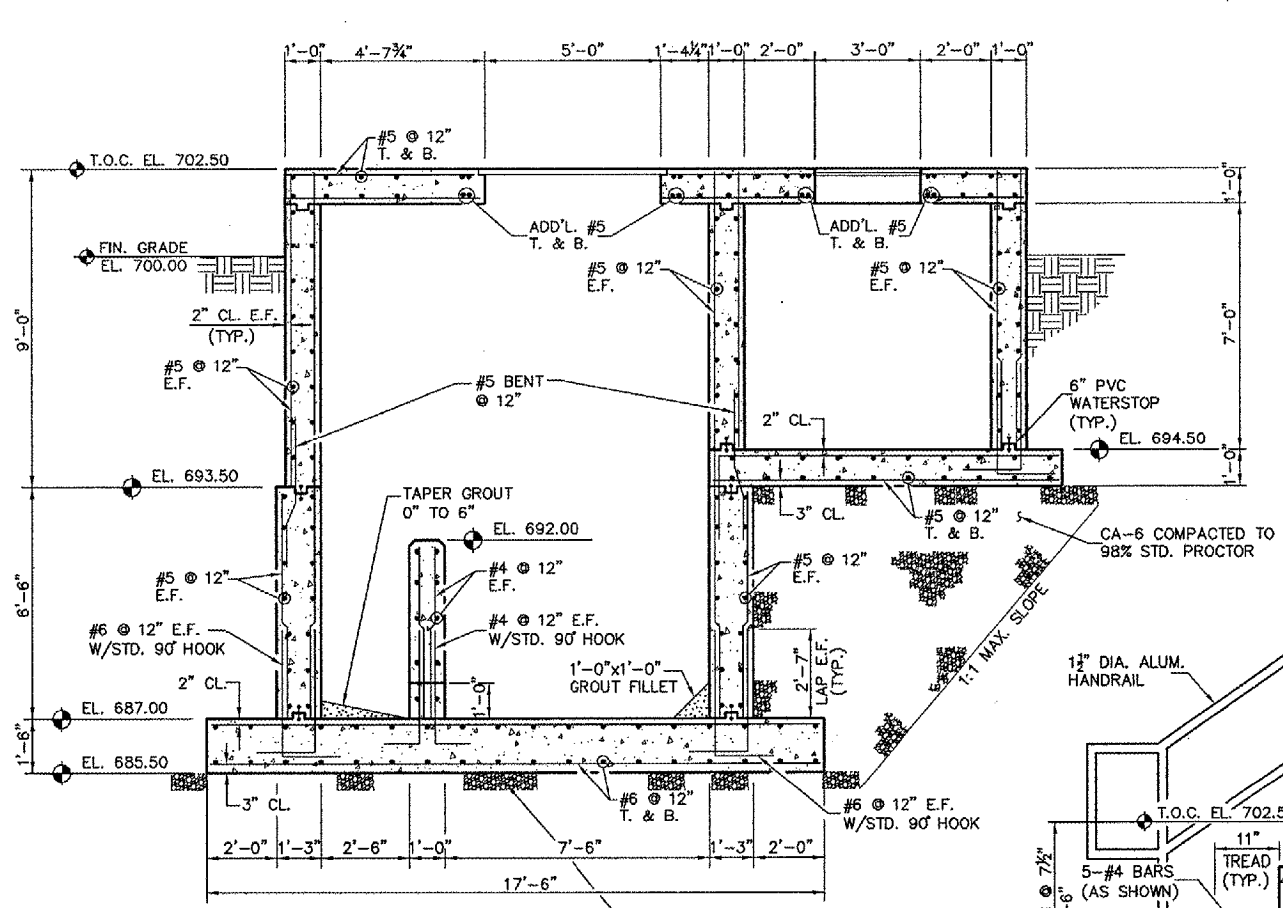 1'-0"
4'-7¾"
5'-0"
1'-4¼"
1'-0"
2'-0"
3'-0"
2'-0"
1'-0"
#5 @ 12"
T. & B.
T.O.C. EL. 702.50
1'-0"
ADD'L. #5
T. & B.
ADD'L. #5
T. & B.
FIN. GRADE
EL. 700.00
#5 @ 12"
E.F.
#5 @ 12"
E.F.
2" CL. E.F.
(TYP.)
9'-0"
7'-0"
#5 @ 12"
E.F.
#5 BENT
@ 12"
6" PVC
WATERSTOP
(TYP.)
2" CL.
EL. 694.50
1'-0"
EL. 693.50
TAPER GROUT
0" TO 6"
3" CL.
#5 @ 12"
T. & B.
CA-6 COMPACTED TO
98% STD. PROCTOR
EL. 692.00
#5 @ 12"
E.F.
#4 @ 12"
E.F.
#5 @ 12"
E.F.
6'-6"
#6 @ 12" E.F.
W/STD. 90° HOOK
#4 @ 12" E.F.
W/STD. 90° HOOK
1:1 MAX. SLOPE
2'-7"
LAP E.F.
(TYP.)
1'-0"x1'-0"
GROUT FILLET
1½" DIA. ALUM.
HANDRAIL
2" CL.
1'-0"
EL. 687.00
1'-6"
EL. 685.50
3" CL.
#6 @ 12"
T. & B.
#6 @ 12" E.F.
W/STD. 90° HOOK
T.O.C. EL. 702.5
2'-0"
1'-3"
2'-6"
1'-0"
7'-6"
1'-3"
2'-0"
17'-6"
11"
TREAD
(TYP.)
5-#4 BARS
(AS SHOWN)
@ 7½"
-6"